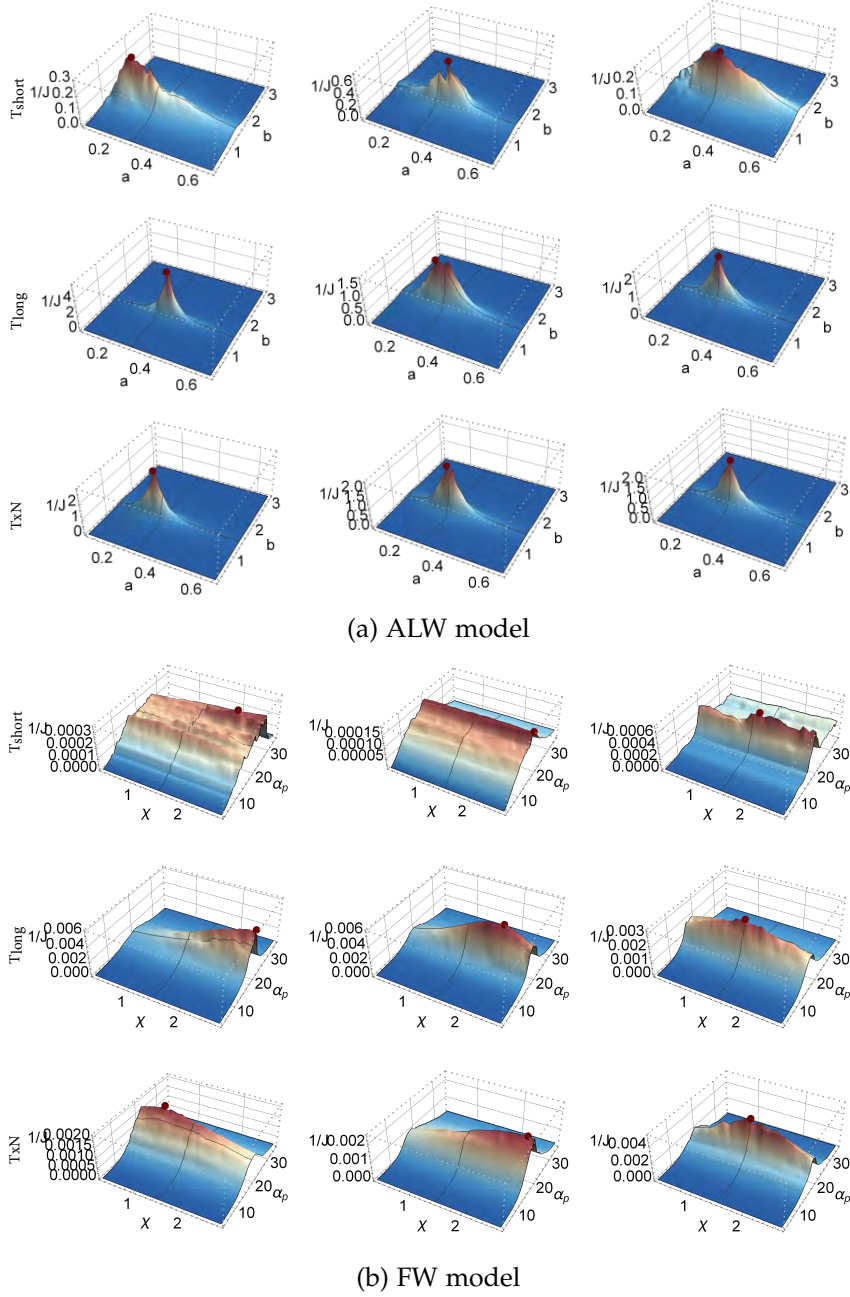 Tshort
1/J
0.3
0.2
0.1
0.0
0.2
0.4
0.6
a
1
2
3
b
1/J
0.6
0.4
0.2
0.0
0.2
0.4
0.6
a
1
2
3
b
1/J
0.2
0.1
0.0
0.2
0.4
0.6
a
1
2
3
b
Tlong
1/J
4
2
0
0.2
0.4
0.6
a
1
2
3
b
1/J
1.5
1.0
0.5
0.0
0.2
0.4
0.6
a
1
2
3
b
1/J
2
1
0
0.2
0.4
0.6
a
1
2
3
b
TxN
1/J
2
1
0
0.2
0.4
0.6
a
1
2
3
b
1/J
2.0
1.5
1.0
0.5
0.0
0.2
0.4
0.6
a
1
2
3
b
1/J
2.0
1.5
1.0
0.5
0.0
0.2
0.4
0.6
a
1
2
3
b
(a) ALW model
Tshort
1/J
0.0003
0.0002
0.0001
0.0000
1
2
χ
10
20
30
αp
1/J
0.00015
0.00010
0.00005
1
2
χ
10
20
30
αp
1/J
0.0006
0.0004
0.0002
0.0000
1
2
χ
10
20
30
αp
Tlong
1/J
0.006
0.004
0.002
0.000
1
2
χ
10
20
30
αp
1/J
0.006
0.004
0.002
0.000
1
2
χ
10
20
30
αp
1/J
0.003
0.002
0.001
0.000
1
2
χ
10
20
30
αp
TxN
1/J
0.0020
0.0015
0.0010
0.0005
0.0000
1
2
χ
10
20
30
αp
1/J
0.002
0.001
0.000
1
2
χ
10
20
30
αp
1/J
0.004
0.002
0.000
1
2
χ
10
20
30
αp
(b) FW model